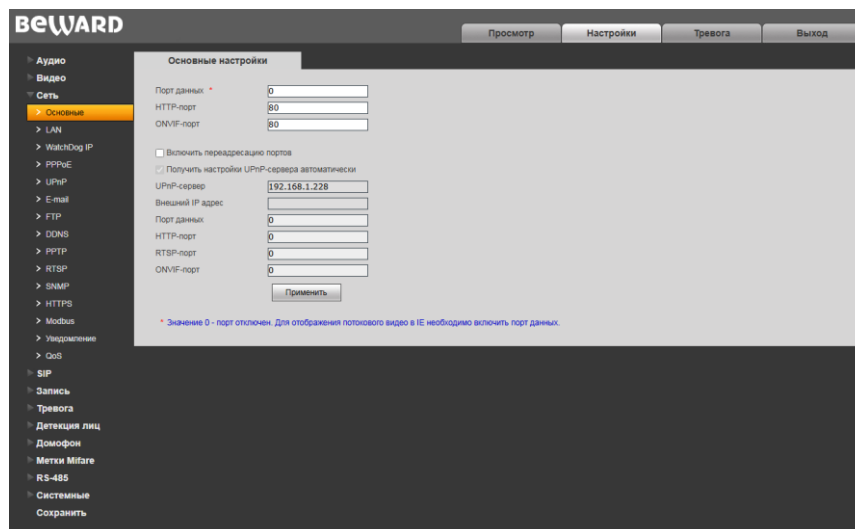 BEWARD
Просмотр
Настройки
Тревога
Выход
Аудио
Видео
Сеть
> Основные
> LAN
> WatchDog IP
> PPPoE
> UPnP
> E-mail
> FTP
> DDNS
> PPTP
> RTSP
> SNMP
> HTTPS
> Modbus
> Уведомление
> QoS
SIP
Запись
Тревога
Детекция лиц
Домофон
Метки Mifare
RS-485
Системные
Сохранить
Основные настройки
Порт данных * 0
HTTP-порт 80
ONVIF-порт 80
Включить переадресацию портов
Получить настройки UPnP-сервера автоматически
UPnP-сервер 192.168.1.228
Внешний IP адрес
Порт данных 0
HTTP-порт 0
RTSP-порт 0
ONVIF-порт 0
Применить
* Значение 0 - порт отключен. Для отображения потокового видео в IE необходимо включить порт данных.